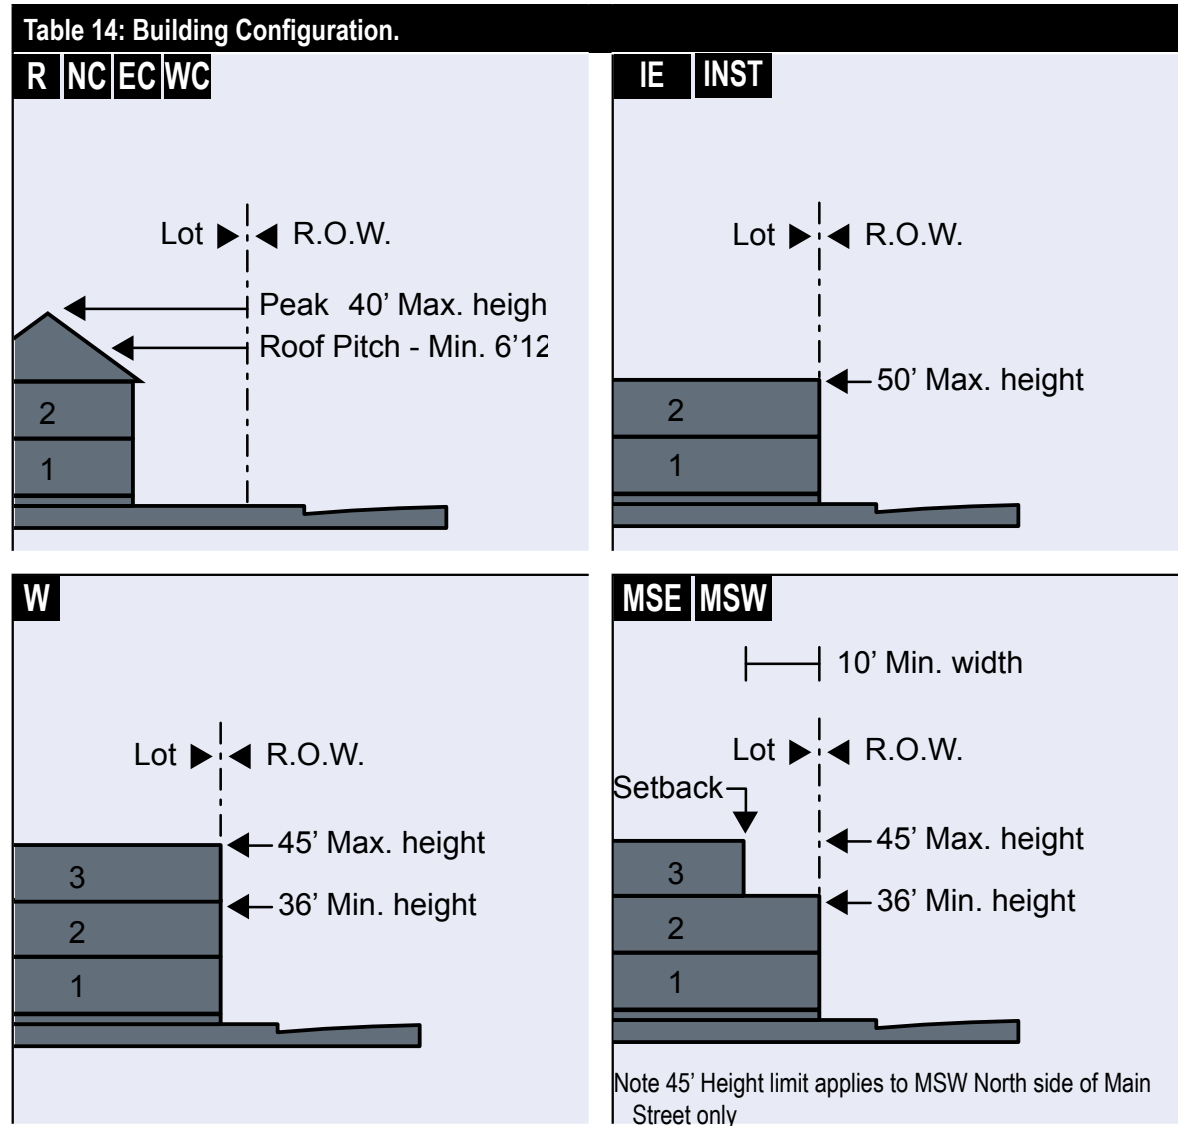 Table 14: Building Configuration.
R NC EC WC
Lot R.O.W.
Peak 40’ Max. heigh
Roof Pitch - Min. 6’12
2
1
IE INST
Lot R.O.W.
50’ Max. height
2
1
W
Lot R.O.W.
45’ Max. height
3
36’ Min. height
2
1
MSE MSW
10’ Min. width
Lot R.O.W.
Setback
45’ Max. height
3
36’ Min. height
2
1
Note 45’ Height limit applies to MSW North side of Main
Street only